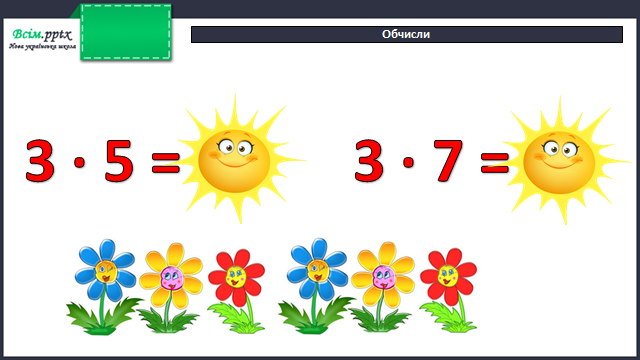 Всім.pptx
Нова українська школа
Обчисли
3 · 5 =
3 · 7 =